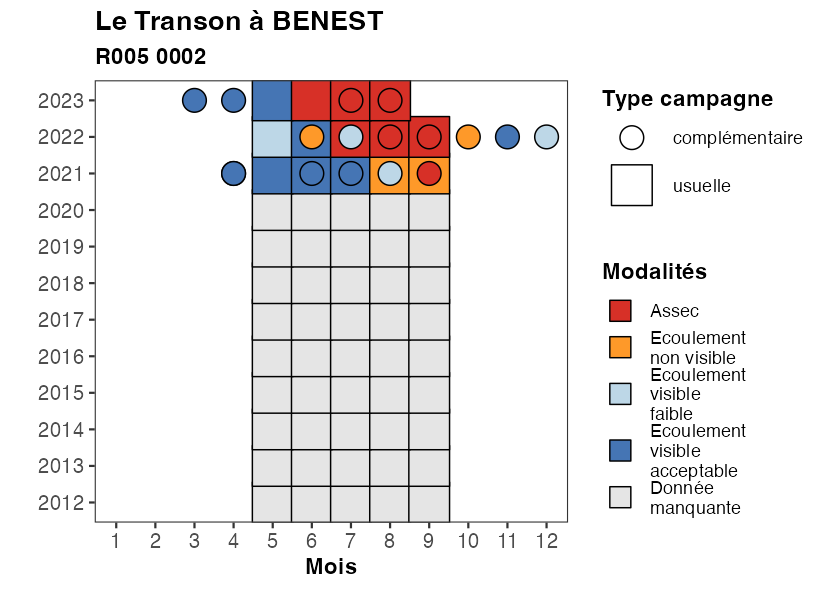 Le Transon à BENEST
R005 0002
2023
2022
2021
2020
2019
2018
2017
2016
2015
2014
2013
2012
1 2 3 4 5 6 7 8 9 10 11 12
Mois
Type campagne
complémentaire
usuelle
Modalités
Assec
Ecoulement
non visible
Ecoulement
visible
faible
Ecoulement
visible
acceptable
Donnée
manquante